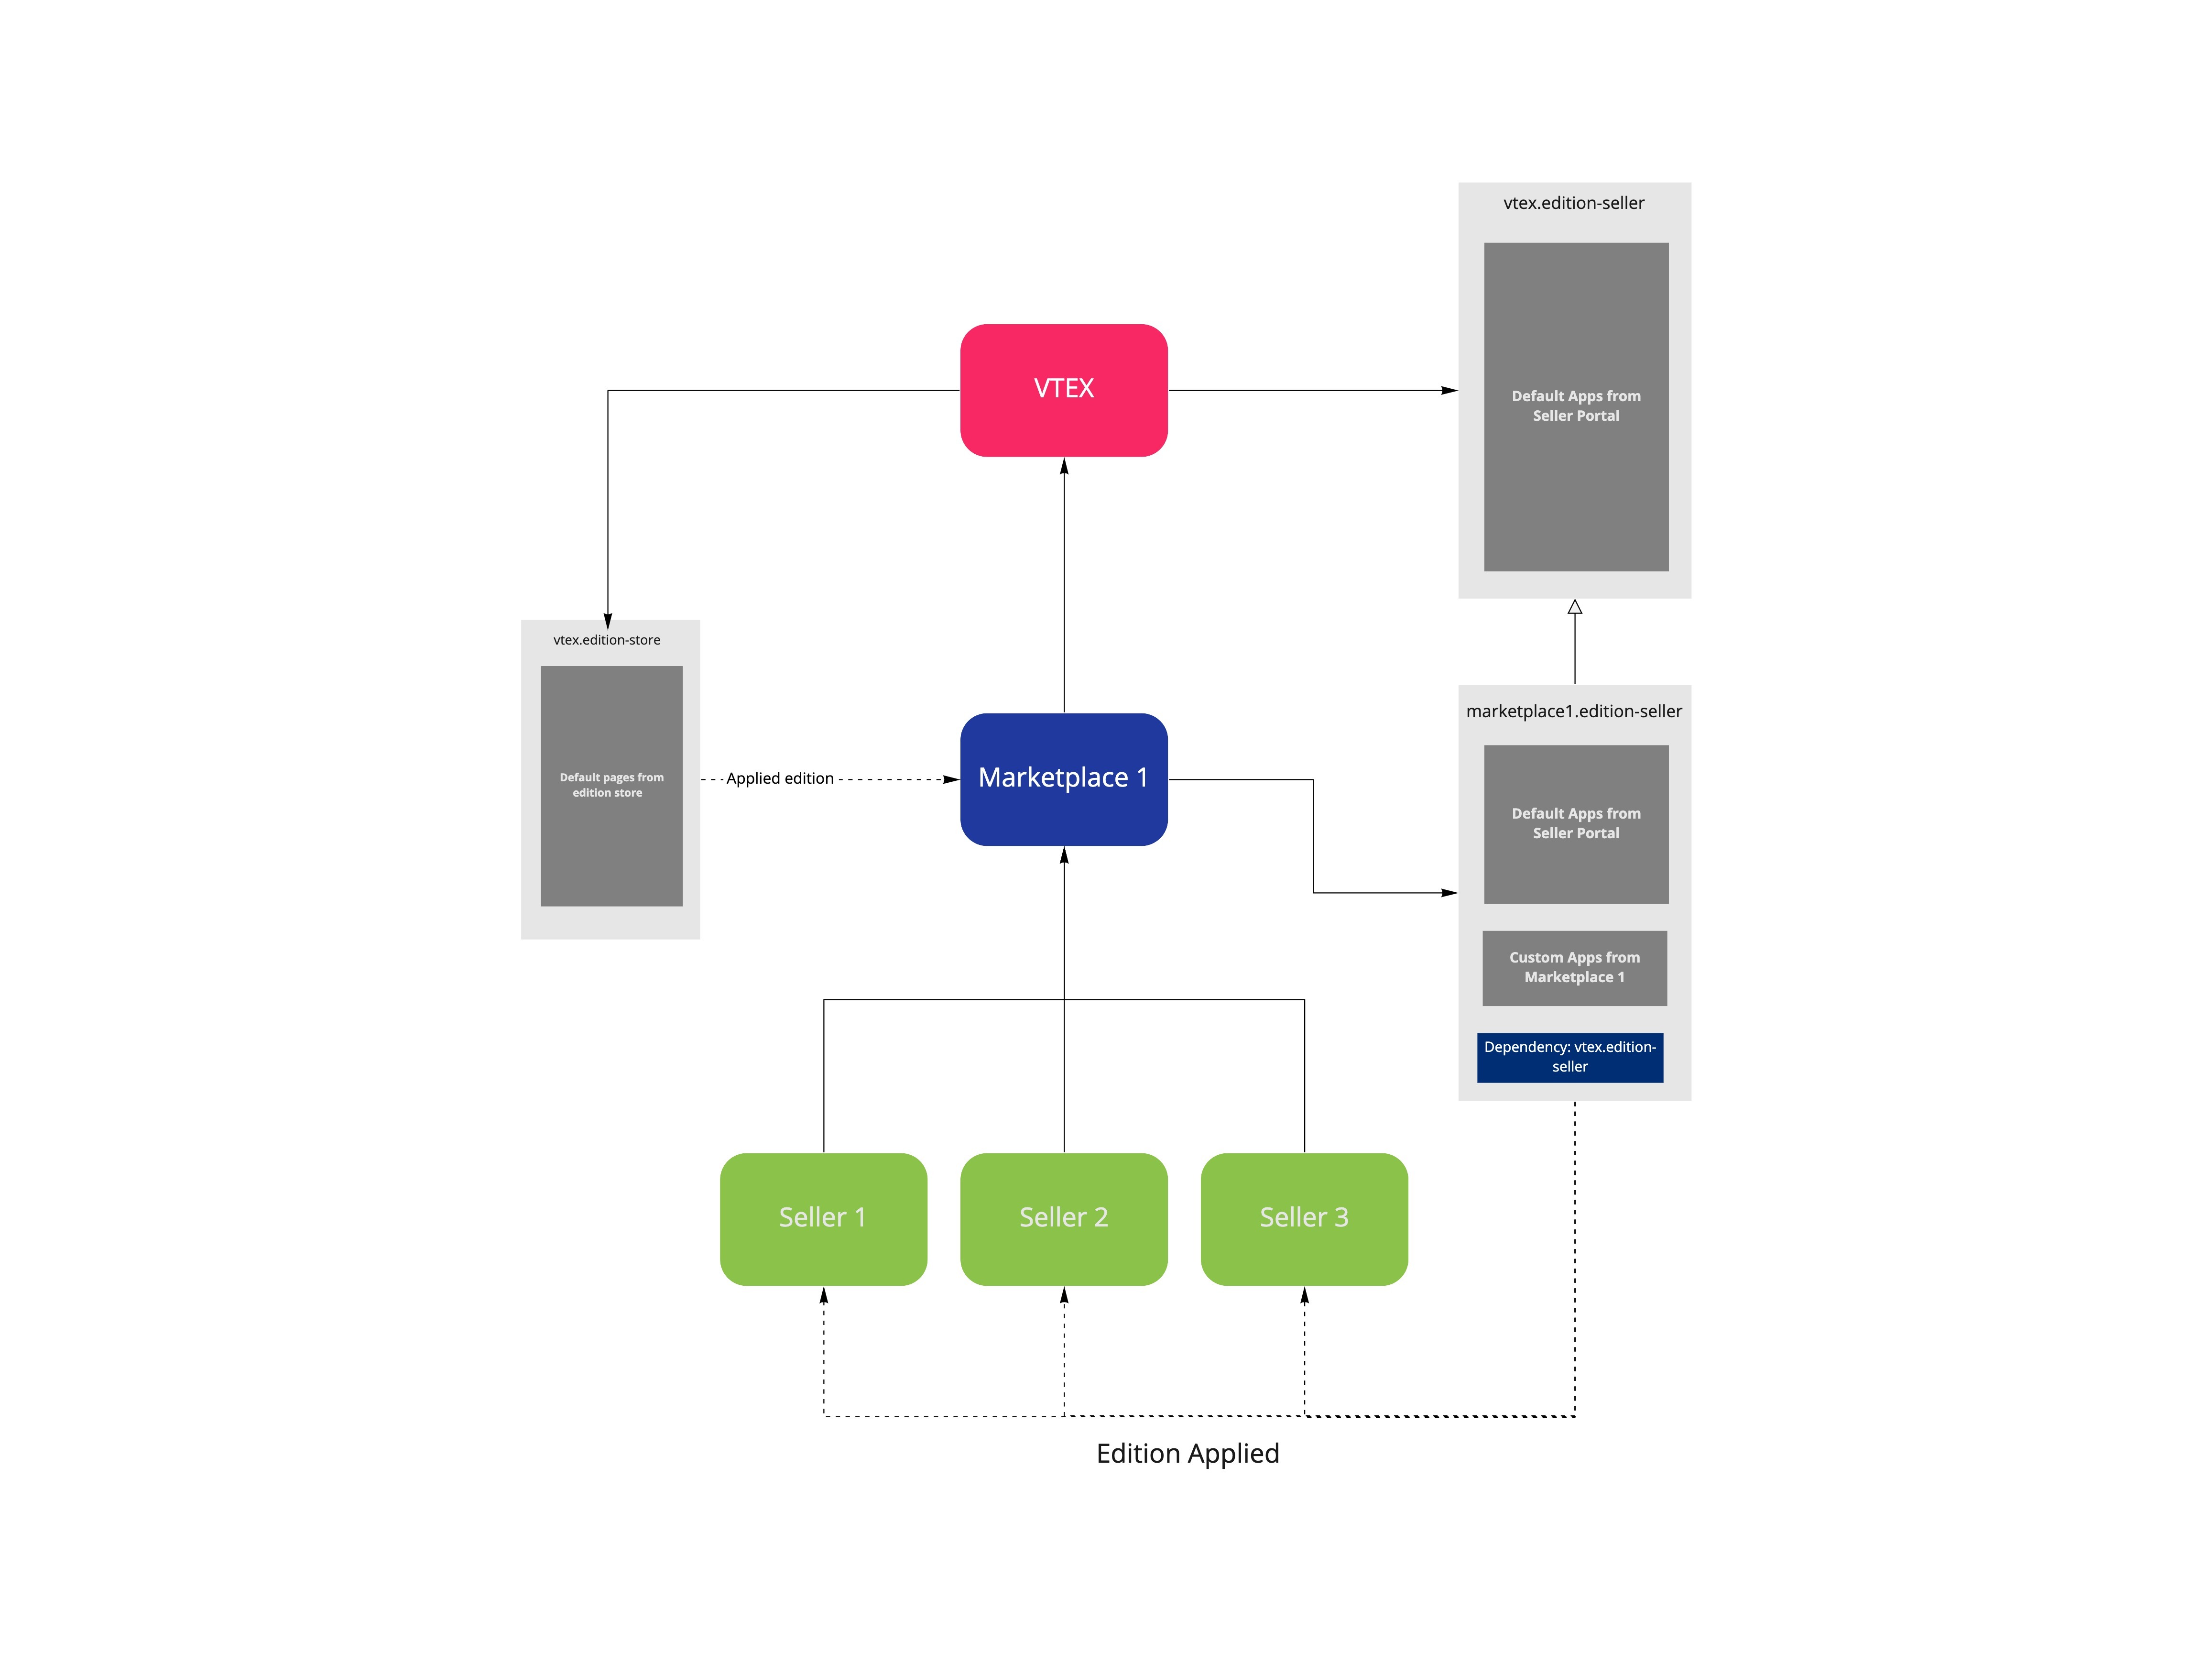 vtex.edition-seller
Default Apps from
Seller Portal
VTEX
vtex.edition-store
Default pages from
edition store
Applied edition
Marketplace 1
marketplace1.edition-seller
Default Apps from
Seller Portal
Custom Apps from
Marketplace 1
Dependency: vtex.edition-
seller
Seller 1
Seller 2
Seller 3
Edition Applied